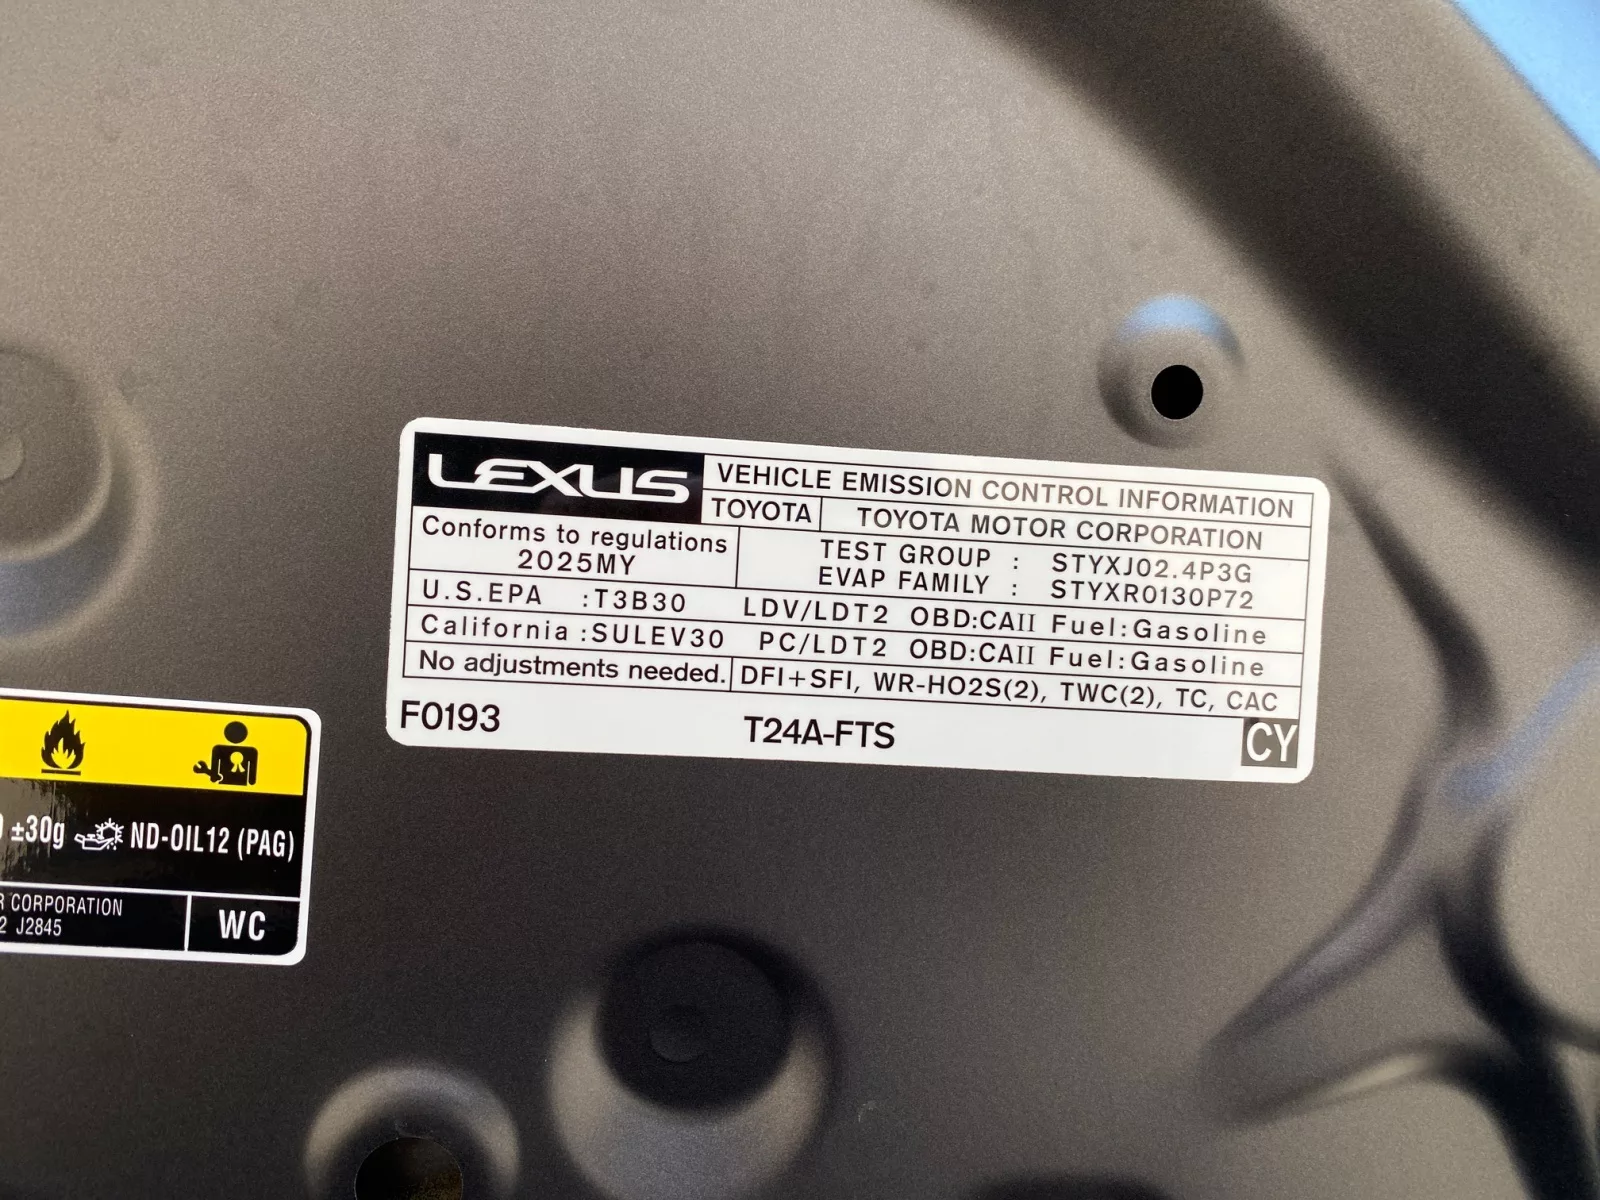 LEXUS
VEHICLE EMISSION CONTROL INFORMATION
TOYOTA TOYOTA MOTOR CORPORATION
Conforms to regulations
2025MY
TEST GROUP : STYXJ02.4P3G
EVAP FAMILY : STYXR0130P72
U.S.EPA :T3B30 LDV/LDT2 OBD:CAII Fuel:Gasoline
California :SULEV30 PC/LDT2 OBD:CAII Fuel:Gasoline
No adjustments needed. DFI+SFI, WR-HO2S(2), TWC(2), TC, CAC
F0193 T24A-FTS CY
±30g ND-OIL12 (PAG)
CORPORATION
J2845
WC